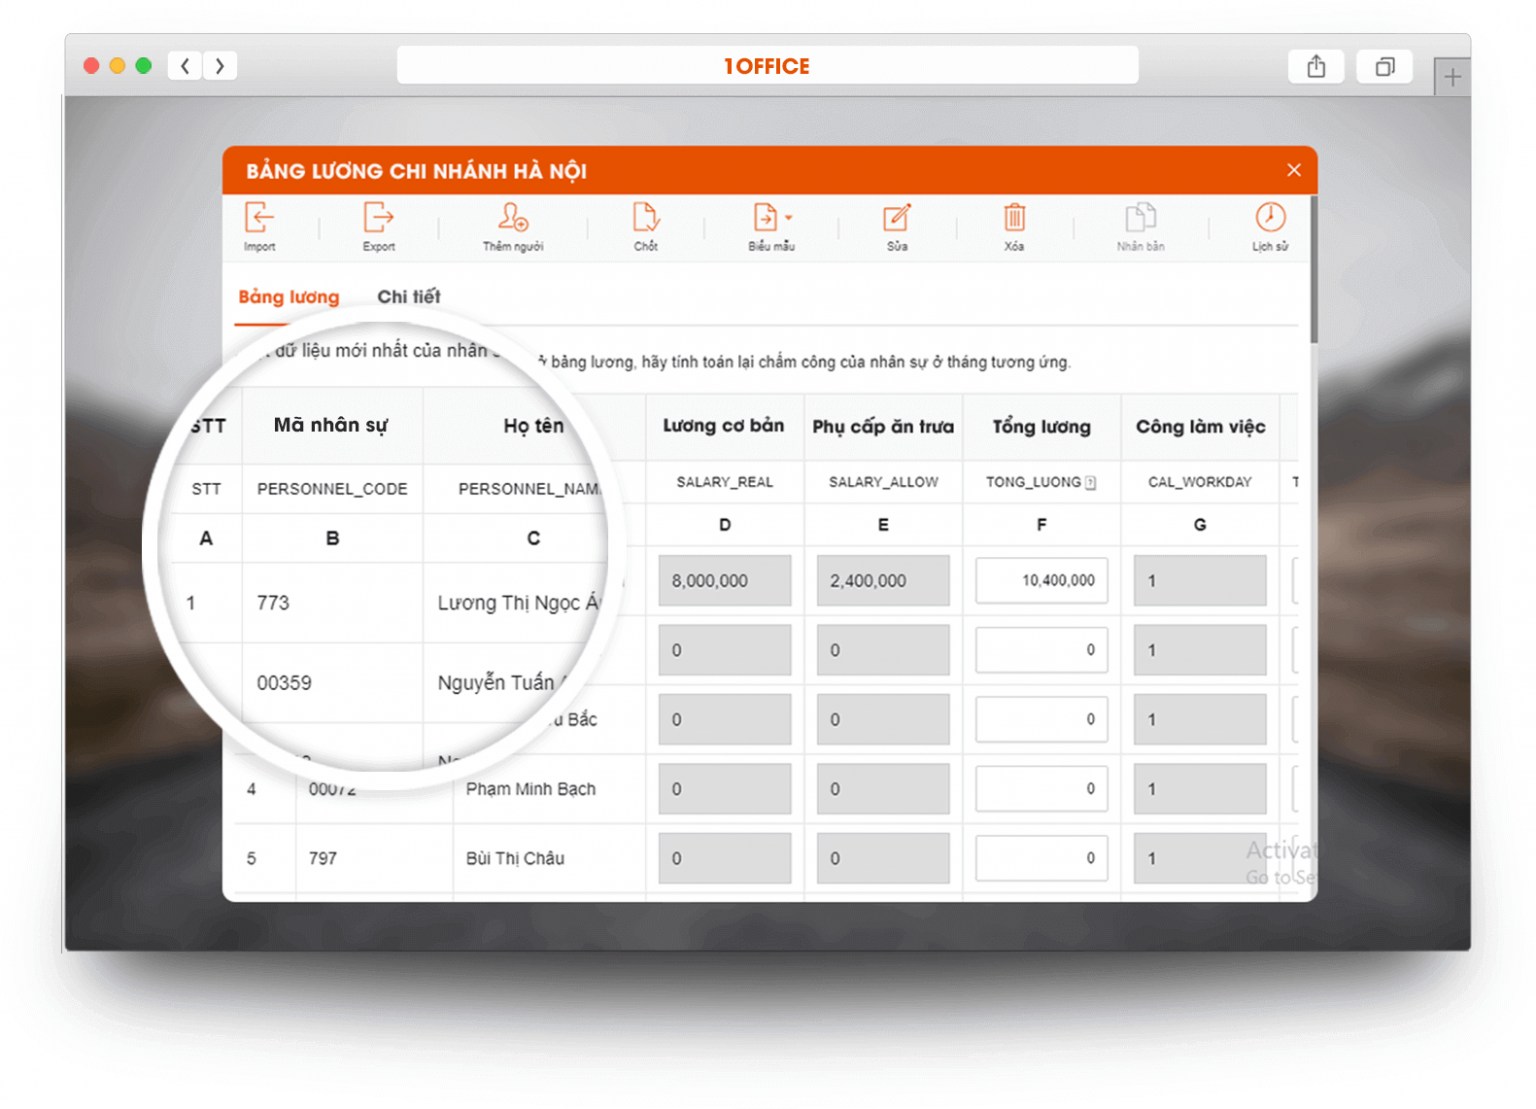 1OFFICE
BẢNG LƯƠNG CHI NHÁNH HÀ NỘI
Import Export Thêm người Chốt Biểu mẫu Sửa Xóa Nhân bản Lịch sử
Bảng lương Chi tiết
dữ liệu mới nhất của nhân ở bảng lương, hãy tính toán lại chấm công của nhân sự ở tháng tương ứng.
STT Mã nhân sự Họ tên Lương cơ bản Phụ cấp ăn trưa Tổng lương Công làm việc
STT PERSONNEL_CODE PERSONNEL_NAM SALARY_REAL SALARY_ALLOW TONG_LUONG CAL_WORKDAY T
A B C D E F G
1 773 Lương Thị Ngọc 8,000,000 2,400,000 10,400,000 1
00359 Nguyễn Tuấn 0 0 0 1
Bắc 0 0 0 1
4 00072 Phạm Minh Bạch 0 0 0 1
5 797 Bùi Thị Châu 0 0 0 1
Activat
Go to Se